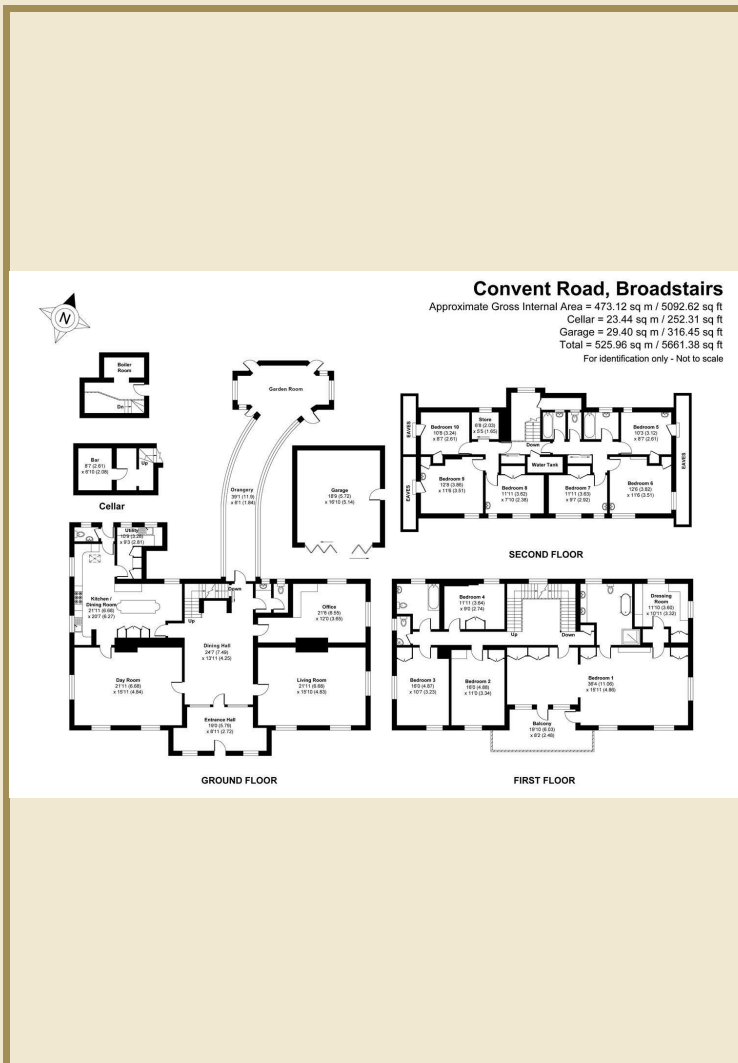 Convent Road, Broadstairs
Approximate Gross Internal Area = 473.12 sq m / 5092.62 sq ft
Cellar = 23.44 sq m / 252.31 sq ft
Garage = 29.40 sq m / 316.45 sq ft
Total = 525.96 sq m / 5661.38 sq ft
For identification only - Not to scale
N
Boiler
Room
Dn
Bar
8'7 (2.61)
x 6'10 (2.08)
Up
Cellar
Garden Room
Orangery
39'1 (11.9)
x 6'1 (1.84)
Garage
18'9 (5.72)
x 16'10 (5.14)
Utility
10'9 (3.28)
x 9'3 (2.81)
Kitchen /
Dining Room
21'11 (6.68)
x 20'7 (6.27)
Up
Down
Office
21'6 (6.55)
x 12'0 (3.65)
Dining Hall
24'7 (7.49)
x 13'11 (4.25)
Day Room
21'11 (6.68)
x 15'11 (4.84)
Living Room
21'11 (6.68)
x 15'10 (4.83)
Entrance Hall
19'0 (5.79)
x 8'11 (2.72)
GROUND FLOOR
EAVES
Bedroom 10
10'8 (3.24)
x 8'7 (2.61)
Store
6'8 (2.03)
x 5'5 (1.65)
Down
Bedroom 5
10'3 (3.12)
x 8'7 (2.61)
EAVES
EAVES
Bedroom 9
12'8 (3.86)
x 11'6 (3.51)
Water Tank
Bedroom 8
11'11 (3.62)
x 7'10 (2.38)
Bedroom 7
11'11 (3.63)
x 9'7 (2.92)
Bedroom 6
12'6 (3.82)
x 11'6 (3.51)
SECOND FLOOR
Bedroom 4
11'11 (3.64)
x 9'0 (2.74)
Up
Down
Dressing
Room
11'10 (3.60)
x 10'11 (3.32)
Bedroom 3
16'0 (4.87)
x 10'7 (3.23)
Bedroom 2
16'0 (4.88)
x 11'0 (3.34)
Bedroom 1
36'4 (11.08)
x 15'11 (4.86)
Balcony
19'10 (6.03)
x 8'2 (2.48)
FIRST FLOOR